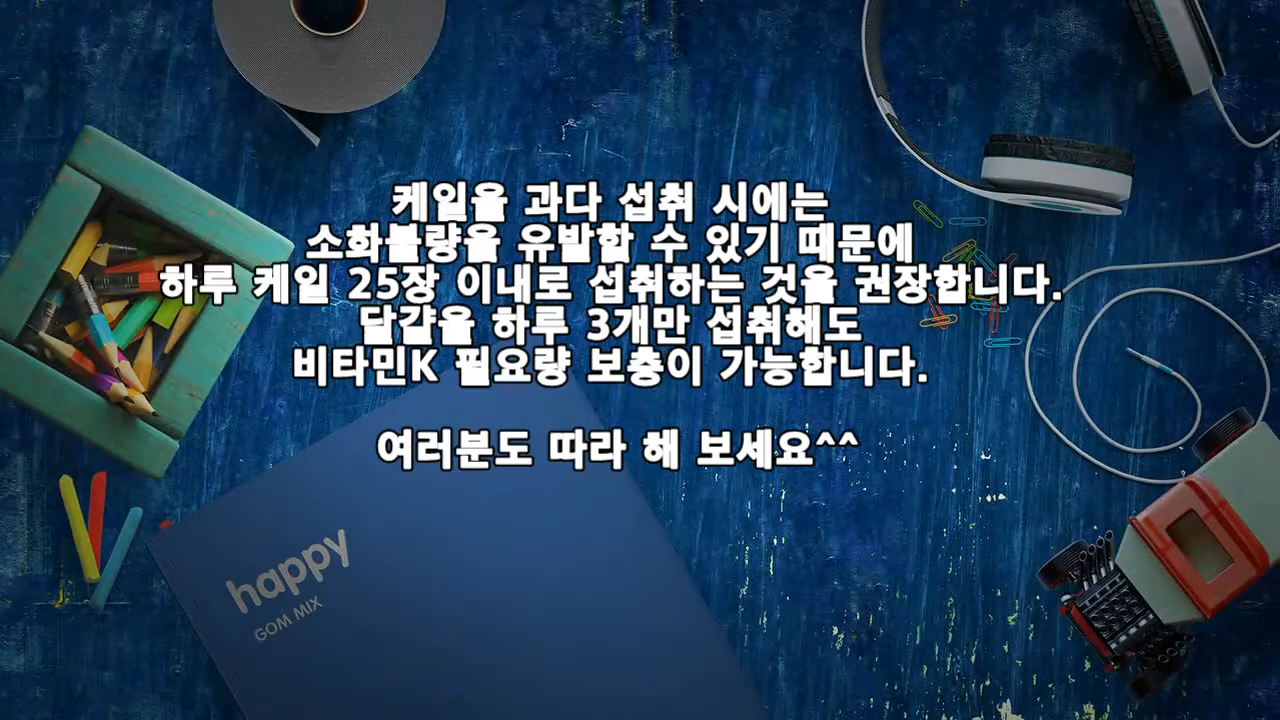 케일을 과다 섭취 시에는
소화불량을 유발할 수 있기 때문에
하루 케일 25장 이내로 섭취하는 것을 권장합니다.
달걀을 하루 3개만 섭취해도
비타민K 필요량 보충이 가능합니다.
여러분도 따라 해 보세요^^
happy
GOM MIX